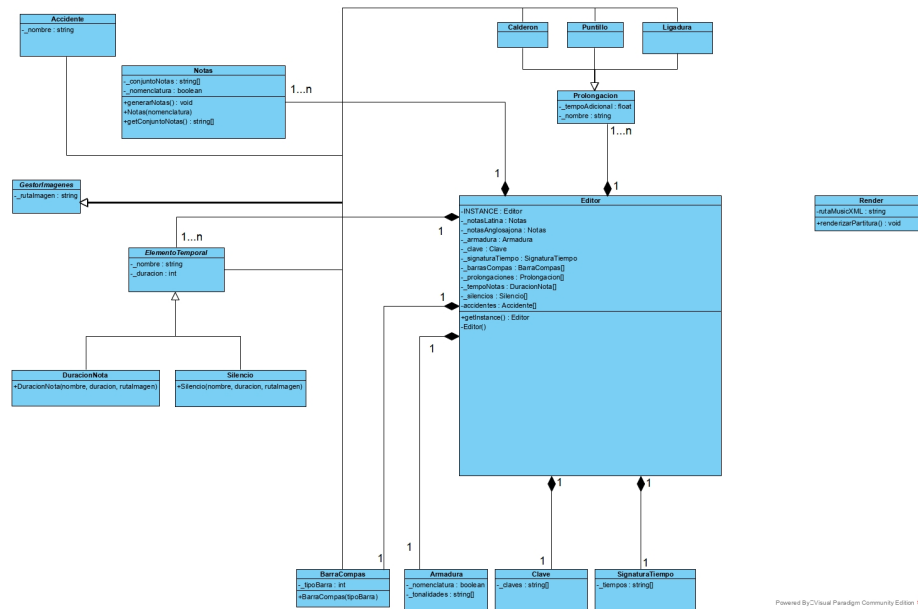 Accidente
-_nombre : string
Calderon
Puntillo
Ligadura
Notas
-_conjuntoNotas : string[]
-_nomenclatura : boolean
+generarNotas() : void
+Notas(nomenclatura)
+getConjuntoNotas() : string[]
1...n
Prolongacion
-_tempoAdicional : float
-_nombre : string
1...n
1
1
GestorImagenes
-_rutaImagen : string
Editor
-INSTANCE : Editor
-_notasLatina : Notas
-_notasAnglosajona : Notas
-_armadura : Armadura
-_clave : Clave
-_signaturaTiempo : SignaturaTiempo
-_barrasCompas : BarraCompas[]
-_prolongaciones : Prolongacion[]
-_tempoNotas : DuracionNota[]
-_silencios : Silencio[]
-accidentes : Accidente[]
+getInstance() : Editor
-Editor()
Render
-rutaMusicXML : string
+renderizarPartitura() : void
1
1...n
ElementoTemporal
-_nombre : string
-_duracion : int
1
1
DuracionNota
+DuracionNota(nombre, duracion, rutaImagen)
Silencio
+Silencio(nombre, duracion, rutaImagen)
1
1
1
1
1
1
BarraCompas
-_tipoBarra : int
+BarraCompas(tipoBarra)
Armadura
-_nomenclatura : boolean
-_tonalidades : string[]
Clave
-_claves : string[]
SignaturaTiempo
-_tiempos : string[]
Powered By Visual Paradigm Community Edition